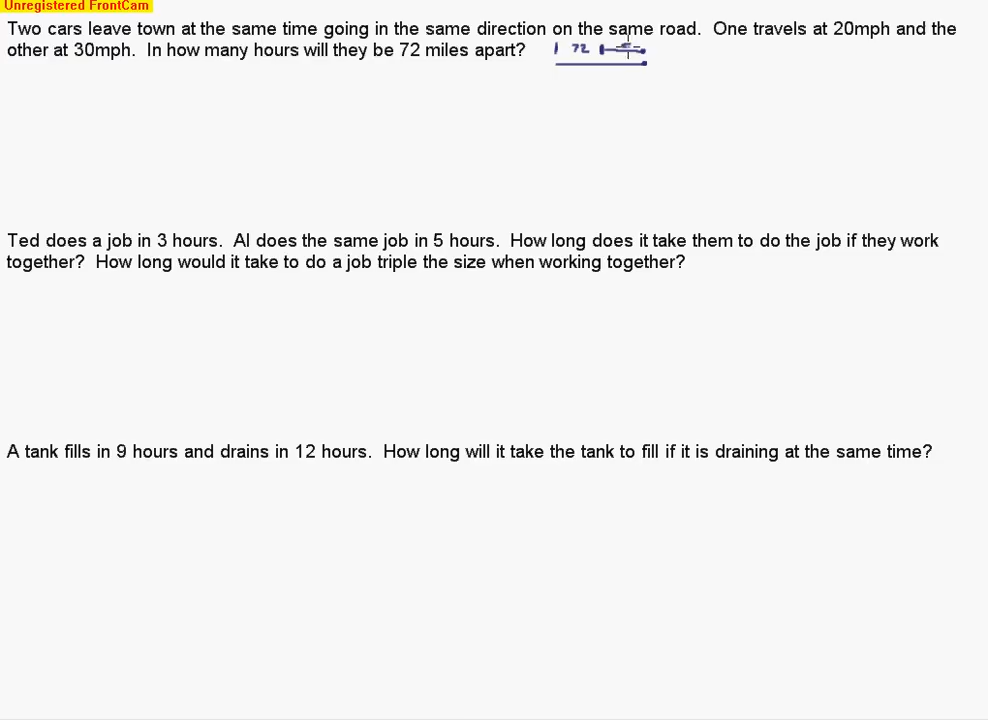 Unregistered FrontCam
Two cars leave town at the same time going in the same direction on the same road. One travels at 20mph and the
other at 30mph. In how many hours will they be 72 miles apart? 72
Ted does a job in 3 hours. Al does the same job in 5 hours. How long does it take them to do the job if they work
together? How long would it take to do a job triple the size when working together?
A tank fills in 9 hours and drains in 12 hours. How long will it take the tank to fill if it is draining at the same time?